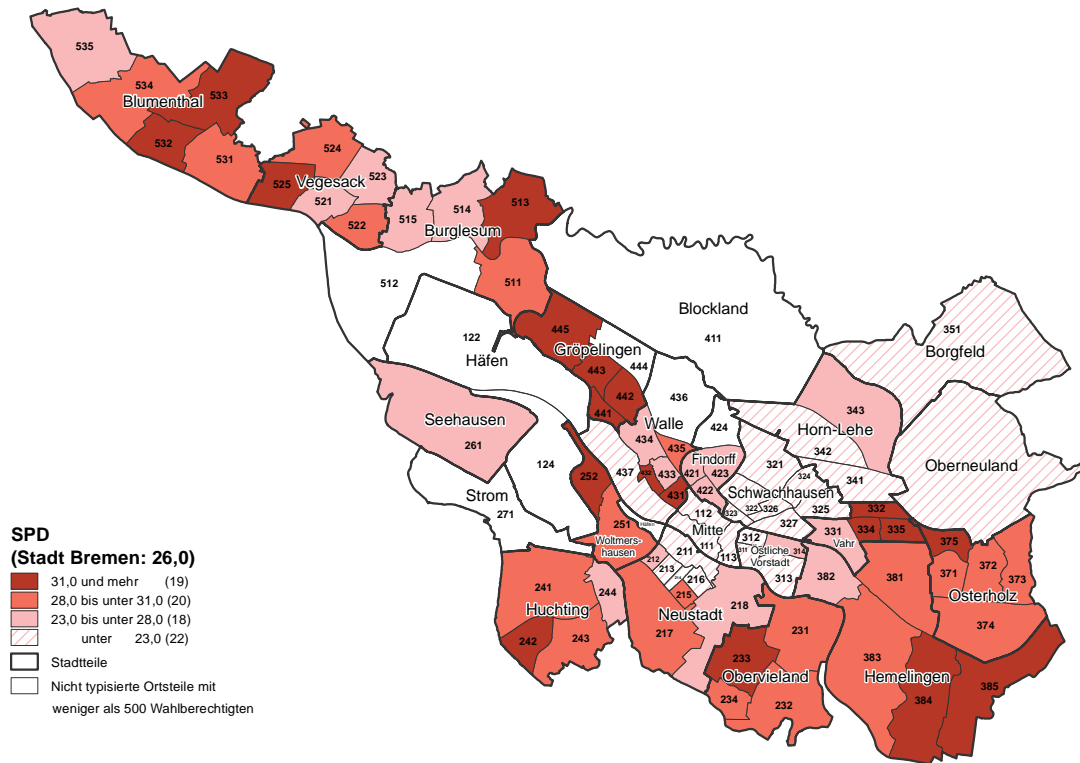 535
534
Blumenthal
533
532
531
524
525
Vegesack
523
521
522
515
514
513
Burglesum
511
512
Blockland
411
351
Borgfeld
122
Häfen
445
Gröpelingen
444
443
442
441
436
424
343
Horn-Lehe
342
341
Oberneuland
Seehausen
261
Walle
434
435
437
432
433
431
Findorff
421
423
422
321
324
Schwachhausen
323
322
326
325
327
124
Strom
271
252
251
Woltmers-
hausen
Häfen
112
Mitte
111
113
312
311
Östliche
Vorstadt
314
313
332
334
335
331
Vahr
375
371
372
373
Osterholz
374
212
211
213
216
215
Neustadt
217
218
382
381
241
244
Huchting
242
243
231
233
Obervieland
234
232
383
Hemelingen
384
385
SPD
(Stadt Bremen: 26,0)
31,0 und mehr (19)
28,0 bis unter 31,0 (20)
23,0 bis unter 28,0 (18)
unter 23,0 (22)
Stadtteile
Nicht typisierte Ortsteile mit
weniger als 500 Wahlberechtigten